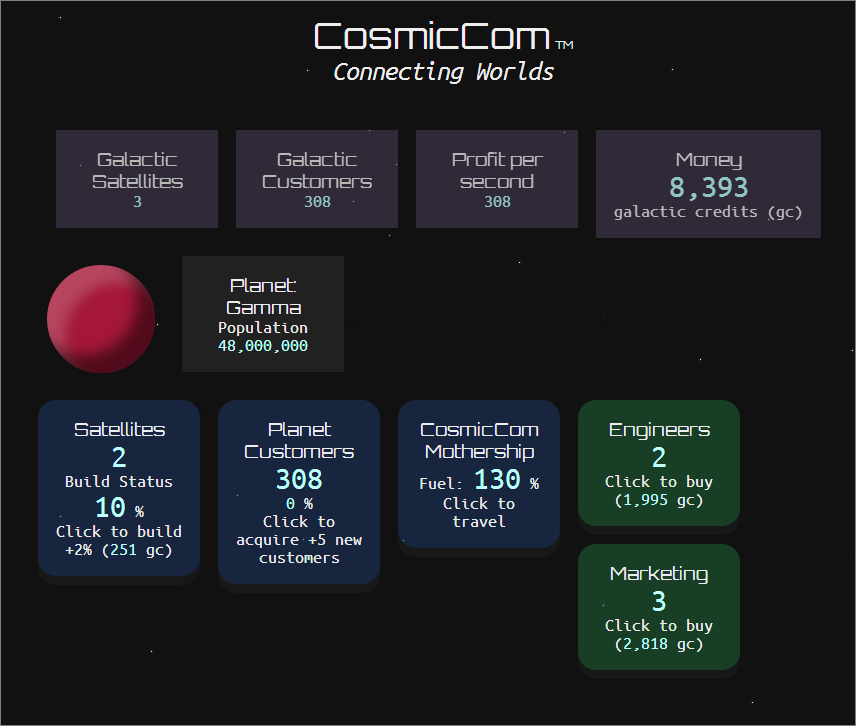 CosmicCom™
Connecting Worlds
Galactic
Satellites
3
Galactic
Customers
308
Profit per
second
308
Money
8,393
galactic credits (gc)
Planet:
Gamma
Population
48,000,000
Satellites
2
Build Status
10 %
Click to build
+2% (251 gc)
Planet
Customers
308
0 %
Click to
acquire +5 new
customers
CosmicCom
Mothership
Fuel: 130 %
Click to
travel
Engineers
2
Click to buy
(1,995 gc)
Marketing
3
Click to buy
(2,818 gc)